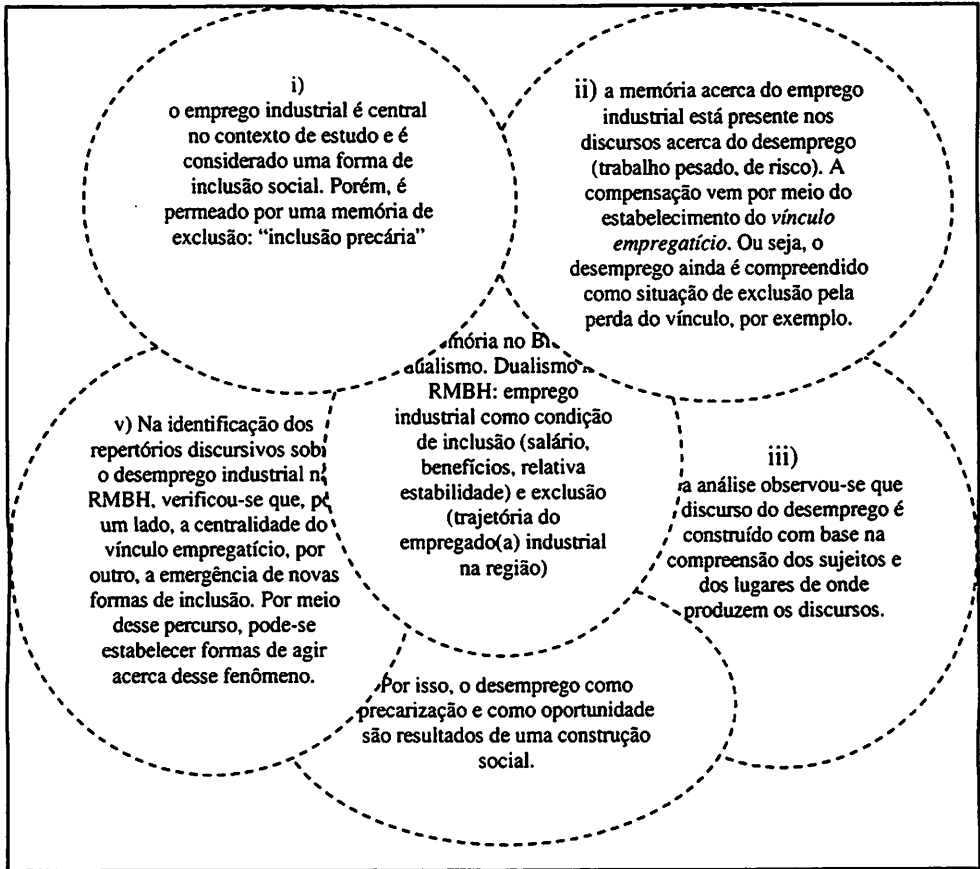 i)
o emprego industrial é central
no contexto de estudo e é
considerado uma forma de
inclusão social. Porém, é
permeado por uma memória de
exclusão: “inclusão precária”
ii) a memória acerca do emprego
industrial está presente nos
discursos acerca do desemprego
(trabalho pesado, de risco). A
compensação vem por meio do
estabelecimento do vínculo
empregatício. Ou seja, o
desemprego ainda é compreendido
como situação de exclusão pela
perda do vínculo, por exemplo.
mória no
ualismo. Dualismo
RMBH: emprego
industrial como condição
de inclusão (salário,
benefícios, relativa
estabilidade) e exclusão
(trajetória do
empregado(a) industrial
na região)
iii)
a análise observou-se que
discurso do desemprego é
construído com base na
compreensão dos sujeitos e
dos lugares de onde
produzem os discursos.
Por isso, o desemprego como
precarização e como oportunidade
são resultados de uma construção
social.
v) Na identificação dos
repertórios discursivos sob
o desemprego industrial n
RMBH, verificou-se que, p
um lado, a centralidade do
vínculo empregatício, por
outro, a emergência de novas
formas de inclusão. Por meio
desse percurso, pode-se
estabelecer formas de agir
acerca desse fenômeno.